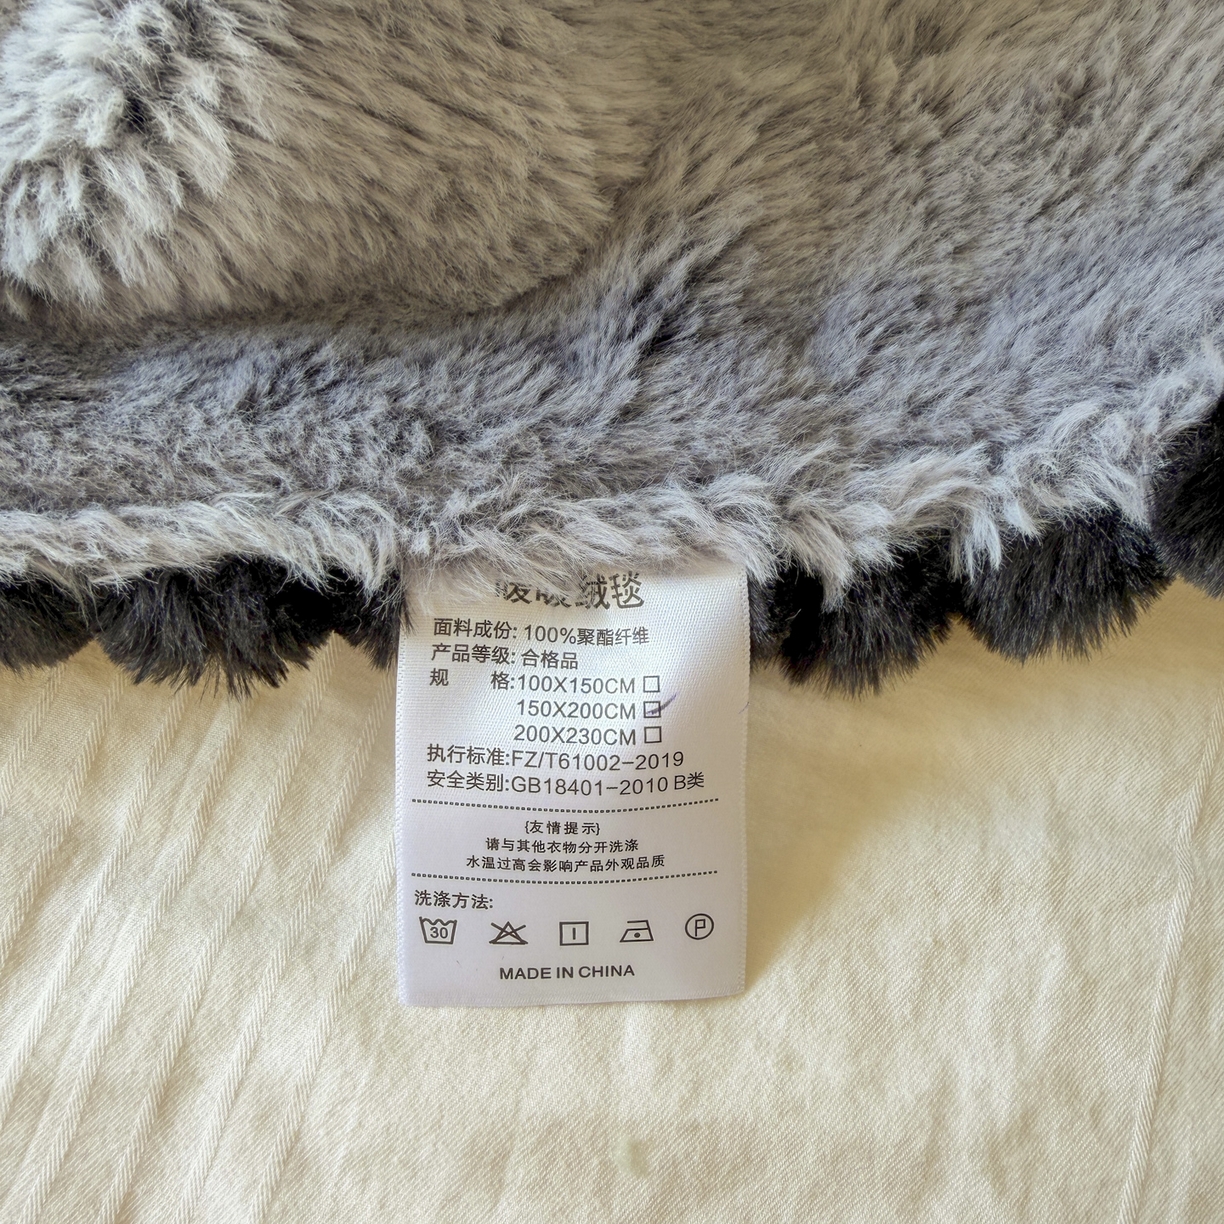 绒毯
面料成份: 100%聚酯纤维
产品等级: 合格品
规 格:100X150CM
150X200CM
200X230CM
执行标准:FZ/T61002-2019
安全类别:GB18401-2010 B类
{友情提示}
请与其他衣物分开洗涤
水温过高会影响产品外观品质
洗涤方法:
30 P
MADE IN CHINA